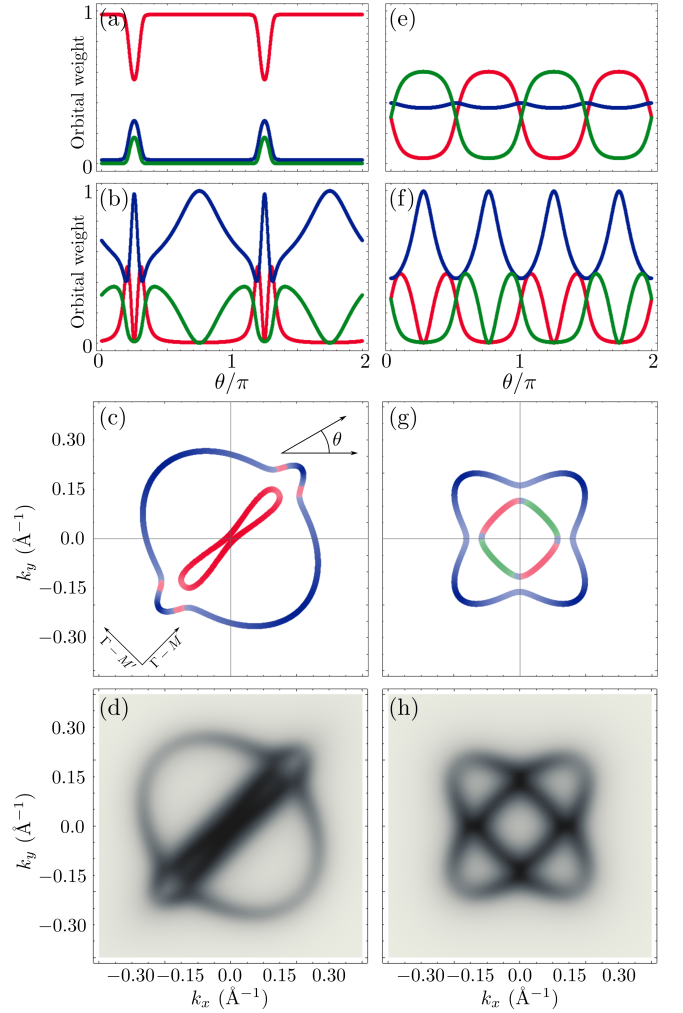 (a)
1
Orbital weight
0
(e)
(b)
1
Orbital weight
0
0
1
2
θ/π
(f)
0
1
2
θ/π
(c)
θ
0.30
0.15
0.0
−0.15
−0.30
k_y (Å⁻¹)
Γ−M′
Γ−M
(g)
(d)
0.30
0.15
0.0
−0.15
−0.30
k_y (Å⁻¹)
−0.30 −0.15 0.0 0.15 0.30
k_x (Å⁻¹)
(h)
−0.30 −0.15 0.0 0.15 0.30
k_x (Å⁻¹)